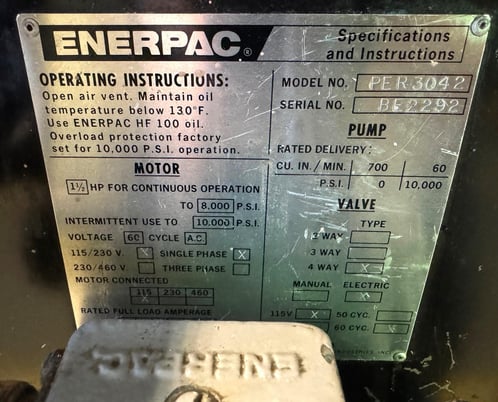 ENERPAC®
Specifications
and Instructions
OPERATING INSTRUCTIONS:
Open air vent. Maintain oil
temperature below 130°F.
Use ENERPAC HF 100 oil.
Overload protection factory
set for 10,000 P.S.I. operation.
MOTOR
1½ HP FOR CONTINUOUS OPERATION
TO 8,000 P.S.I.
INTERMITTENT USE TO 10,000 P.S.I.
VOLTAGE 60 CYCLE A.C.
115/230 V. X SINGLE PHASE X
230/460 V. THREE PHASE
MOTOR CONNECTED
115 230 460
X
RATED FULL LOAD AMPERAGE
MODEL NO. PER3042
SERIAL NO. BE2292
PUMP
RATED DELIVERY:
CU. IN./MIN. 700 60
P.S.I. 0 10,000
VALVE
TYPE
2 WAY
3 WAY
4 WAY X
MANUAL ELECTRIC
X
115V X 50 CYC.
60 CYC. X
INDUSTRIES, INC.
ENERPAC